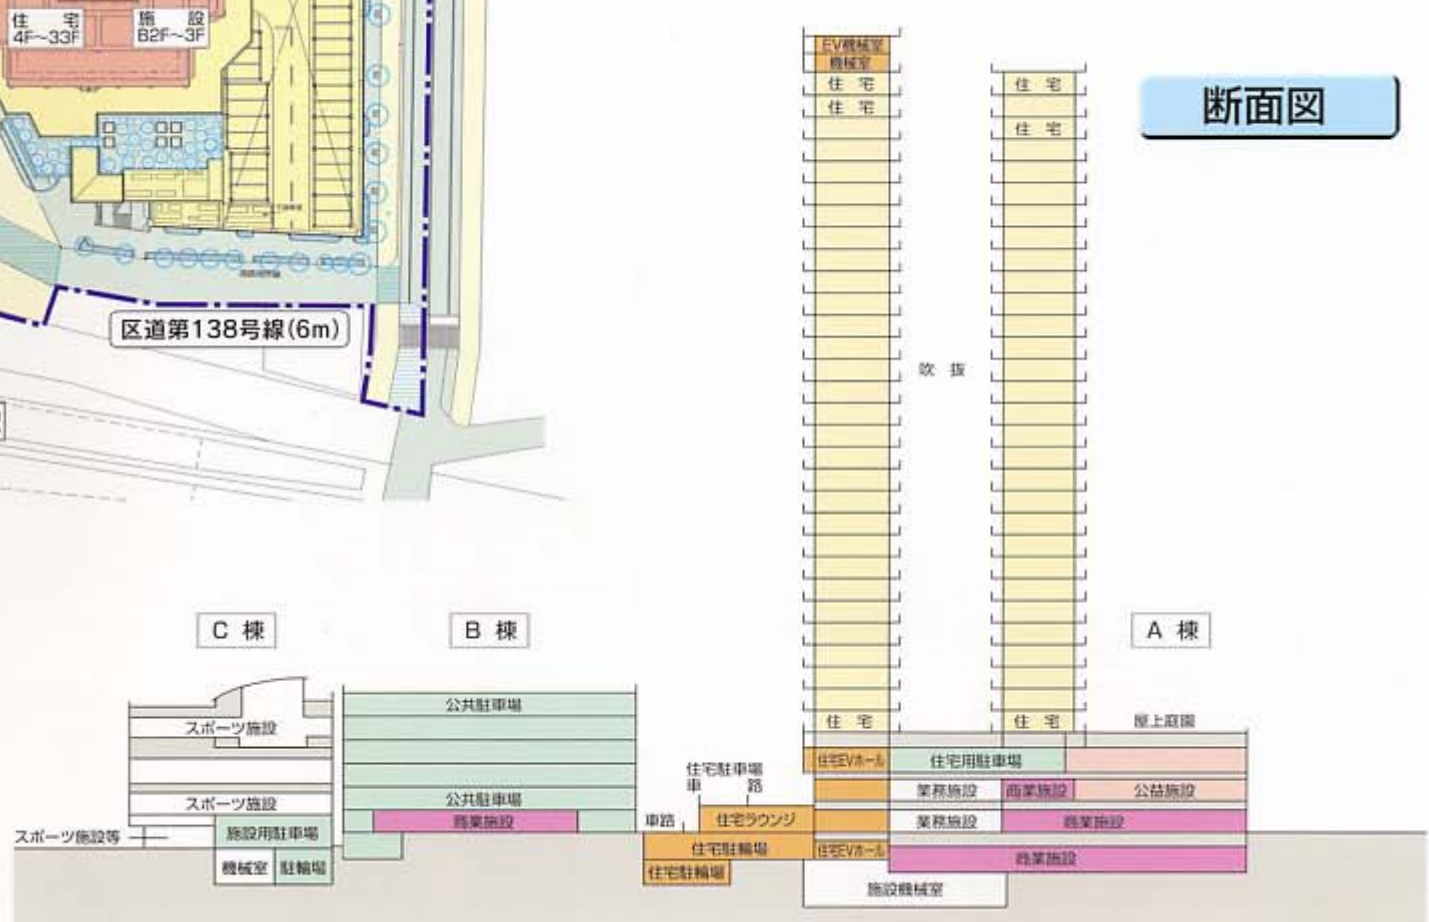 住 宅
4F〜33F
施 設
B2F〜3F
区道第138号線(6m)
断面図
EV機械室
機械室
住 宅
住 宅
住 宅
住 宅
吹 抜
C 棟
B 棟
A 棟
住 宅
住 宅
屋上庭園
スポーツ施設
スポーツ施設
スポーツ施設等
施設用駐車場
機械室
駐輪場
公共駐車場
公共駐車場
商業施設
住宅駐車場
車 路
車路
住宅ラウンジ
住宅駐輪場
住宅駐輪場
住宅EVホール
住宅用駐車場
業務施設
商業施設
公益施設
業務施設
商業施設
住宅EVホール
商業施設
施設機械室